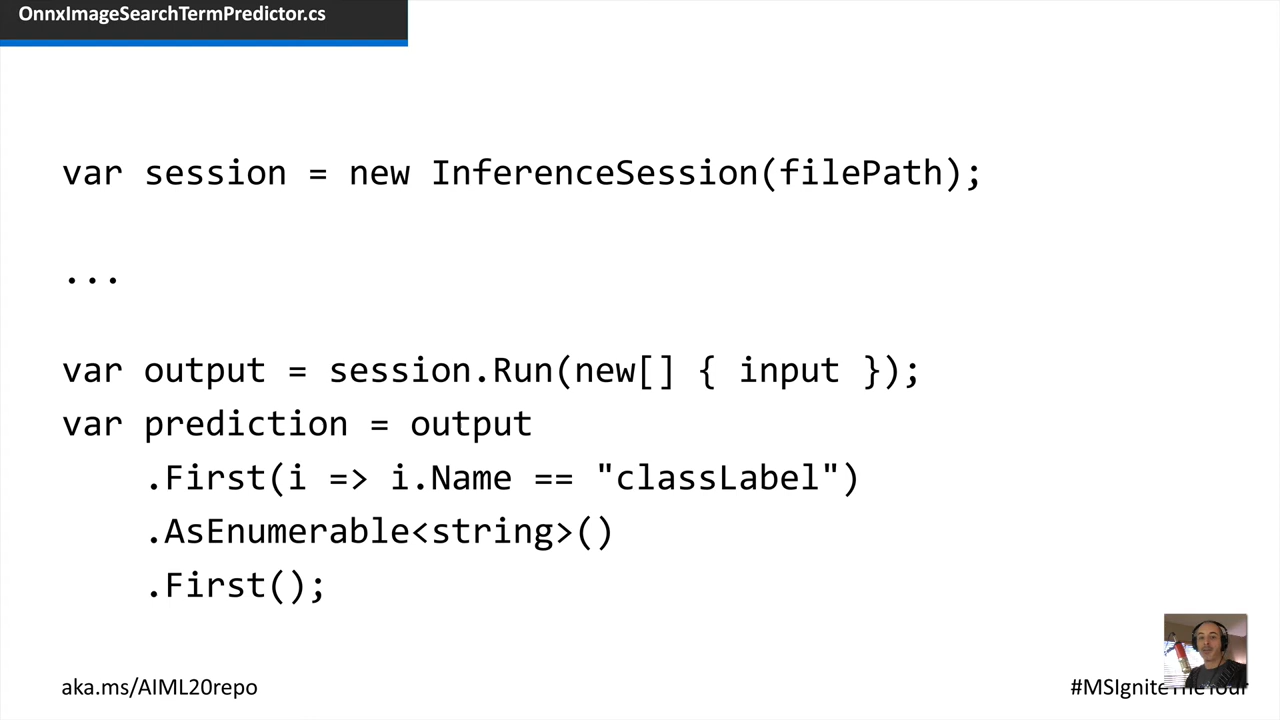 OnnxImageSearchTermPredictor.cs
var session = new InferenceSession(filePath);
...
var output = session.Run(new[] { input });
var prediction = output
.First(i => i.Name == "classLabel")
.AsEnumerable<string>()
.First();
aka.ms/AIML20repo
#MSIgniteTheTour